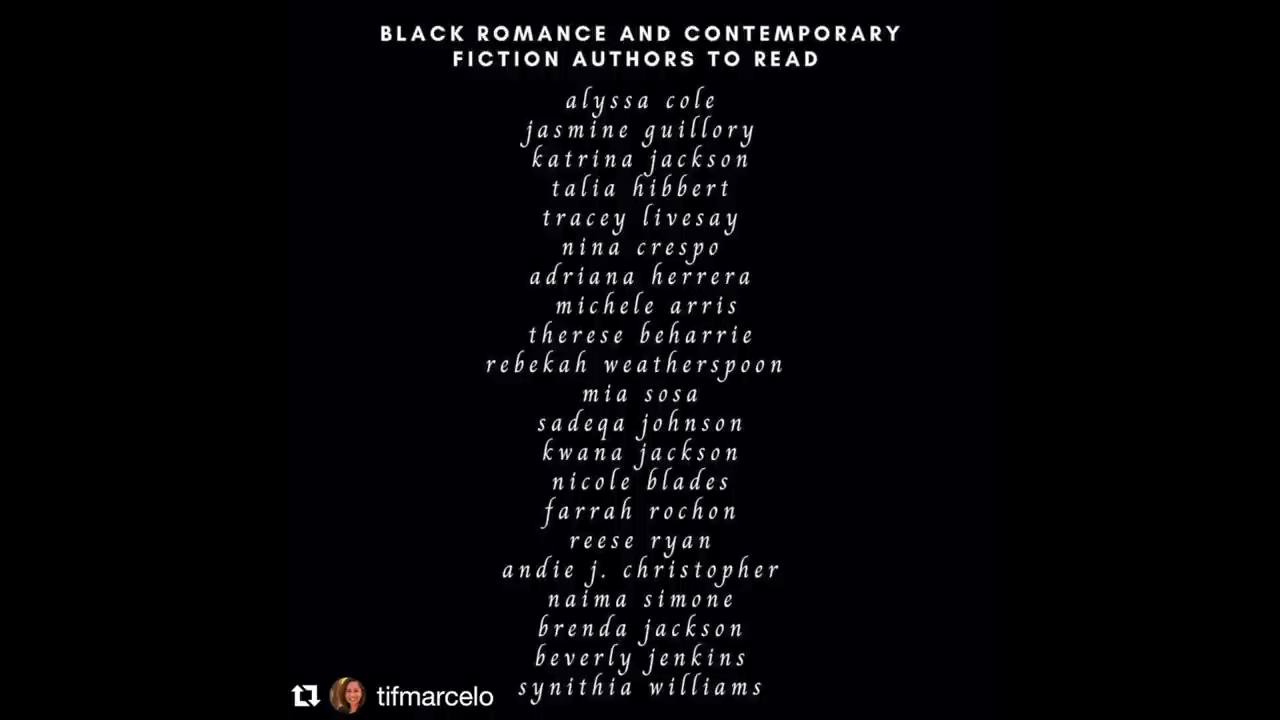 BLACK ROMANCE AND CONTEMPORARY
FICTION AUTHORS TO READ
alyssa cole
jasmine guillory
katrina jackson
talia hibbert
tracey livesay
nina crespo
adriana herrera
michele arris
therese beharrie
rebekah weatherspoon
mia sosa
sadeqa johnson
kwana jackson
nicole blades
farrah rochon
reese ryan
andie j. christopher
naima simone
brenda jackson
beverly jenkins
synithia williams
tifmarcelo